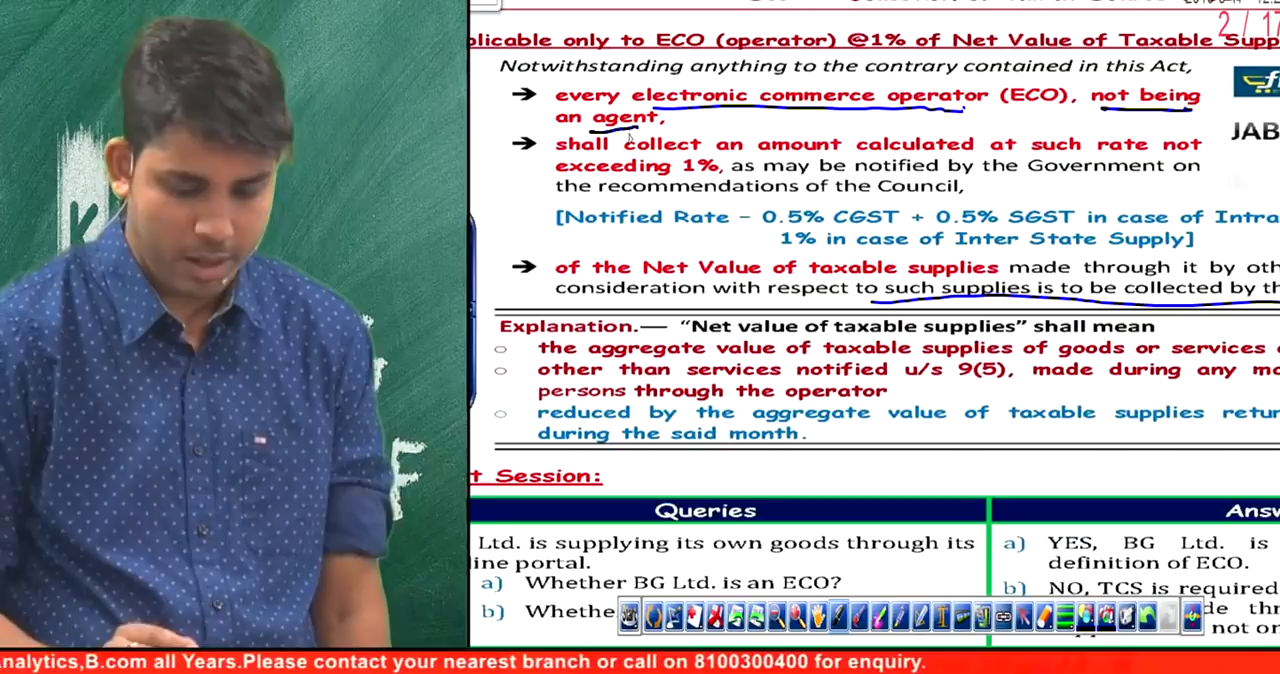 2/17
plicable only to ECO (operator) @1% of Net Value of Taxable Supp
Notwithstanding anything to the contrary contained in this Act,
➔ every electronic commerce operator (ECO), not being
an agent,
JAB
➔ shall collect an amount calculated at such rate not
exceeding 1%, as may be notified by the Government on
the recommendations of the Council,
[Notified Rate – 0.5% CGST + 0.5% SGST in case of Intra
1% in case of Inter State Supply]
➔ of the Net Value of taxable supplies made through it by oth
consideration with respect to such supplies is to be collected by th
Explanation.— “Net value of taxable supplies” shall mean
○ the aggregate value of taxable supplies of goods or services
○ other than services notified u/s 9(5), made during any mo
persons through the operator
○ reduced by the aggregate value of taxable supplies retur
during the said month.
t Session:
Queries
Answ
Ltd. is supplying its own goods through its
line portal.
a) Whether BG Ltd. is an ECO?
b) Whethe
a) YES, BG Ltd. is
definition of ECO.
b) NO, TCS is required
de thr
not on
K
F
nalytics,B.com all Years.Please contact your nearest branch or call on 8100300400 for enquiry.